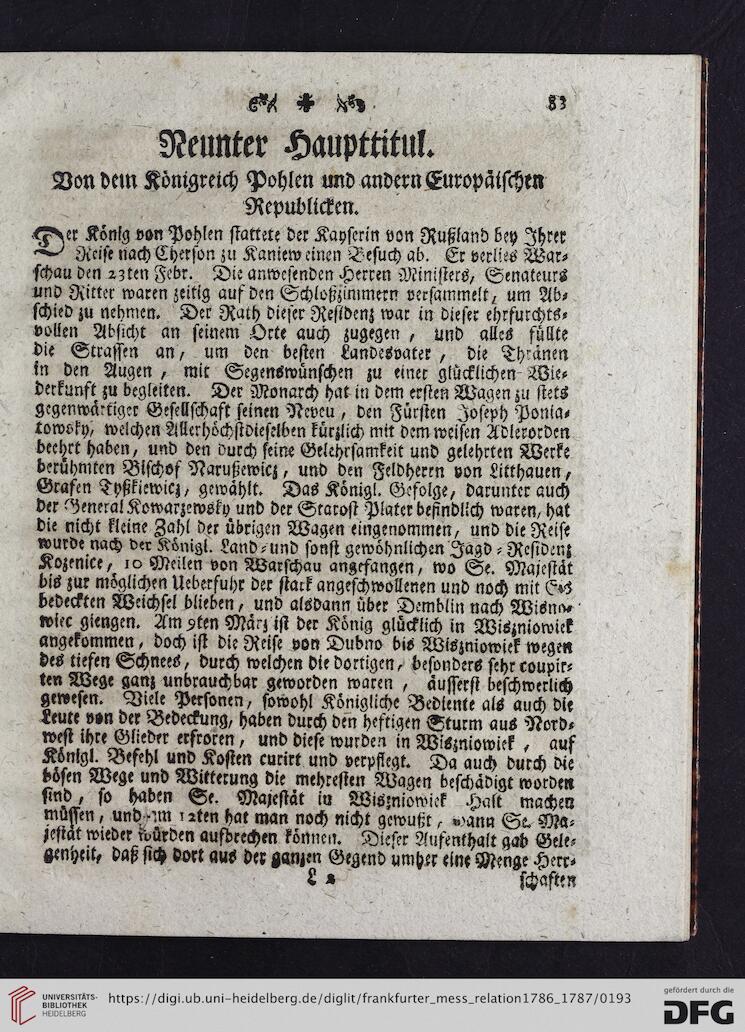 83
Neunter Haupttitul.
Von dem Königreich Pohlen und andern Europäischen
Republicken.
Der König von Pohlen stattete der Kayserin von Rußland bey Ihrer
Reise nach Cherson zu Kaniew einen Besuch ab. Er verlies War-
schau den 23ten Febr. Die anwesenden Herren Ministers, Senateurs
und Ritter waren zeitig auf den Schloßzimmern versammelt, um Ab-
schied zu nehmen. Der Rath dieser Residenz war in dieser ehrfurchts-
vollen Absicht an seinem Orte auch zugegen, und alles füllte
die Strassen an, um den besten Landesvater, die Thränen
in den Augen, mit Segenswünschen zu einer glücklichen Wie-
derkunft zu begleiten. Der Monarch hat in dem ersten Wagen zu stets
gegenwärtiger Gesellschaft seinen Neveu, den Fürsten Joseph Ponia-
towsky, welchen Allerhöchstdieselben kürzlich mit dem weisen Adlerorden
beehrt haben, und den durch seine Gelehrsamkeit und gelehrten Werke
berühmten Bischof Narußewicz, und den Feldherrn von Litthauen,
Grafen Tyßkiewicz, gewählt. Das Königl. Gefolge, darunter auch
der General Kowarzewsky und der Starost Plater befindlich waren, hat
die nicht kleine Zahl der übrigen Wagen eingenommen, und die Reise
wurde nach der Königl. Land- und sonst gewöhnlichen Jagd-Residenz
Kozenice, 10 Meilen von Warschau angefangen, wo Se. Majestät
bis zur möglichen Ueberfuhr der stark angeschwollenen und noch mit Eis
bedeckten Weichsel blieben, und alsdann über Demblin nach Wisno-
wiec giengen. Am 9ten März ist der König glücklich in Wiszniowiek
angekommen, doch ist die Reise von Dubno bis Wiszniowiek wegen
des tiefen Schnees, durch welchen die dortigen, besonders sehr coupir-
ten Wege ganz unbrauchbar geworden waren, äusserst beschwerlich
gewesen. Viele Personen, sowohl Königliche Bediente als auch die
Leute von der Bedeckung, haben durch den heftigen Sturm aus Nord-
west ihre Glieder erfroren, und diese wurden in Wiszniowiek, auf
Königl. Befehl und Kosten curirt und verpflegt. Da auch durch die
bösen Wege und Witterung die mehresten Wagen beschädigt worden
sind, so haben Se. Majestät in Wiszniowiek Halt machen
müssen, und am 12ten hat man noch nicht gewußt, wann Se. Ma-
jestät wieder würden aufbrechen können. Dieser Aufenthalt gab Gele-
genheit, daß sich dort aus der ganzen Gegend umher eine Menge Herr-
L 2 schaften
UNIVERSITÄTS-
BIBLIOTHEK
HEIDELBERG
https://digi.ub.uni-heidelberg.de/diglit/frankfurter_mess_relation1786_1787/0193
gefördert durch die
DFG